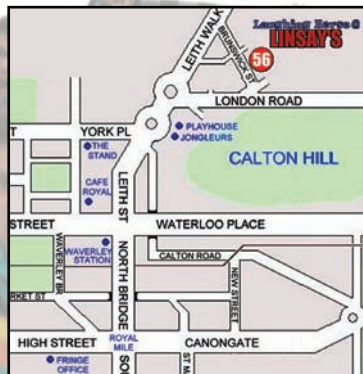 Laughing Horse @
LINSAY'S
LEITH WALK
BRUNSWICK ST
56
LONDON ROAD
T
YORK PL
PLAYHOUSE
JONGLEURS
THE
STAND
CALTON HILL
CAFE
ROYAL
LEITH ST
STREET
WATERLOO PLACE
WAVERLEY BR
WAVERLEY
STATION
NORTH BRIDGE
CALTON ROAD
NEW STREET
RKET ST
HIGH STREET
ROYAL
MILE
CANONGATE
FRINGE
OFFICE
SO
ST M